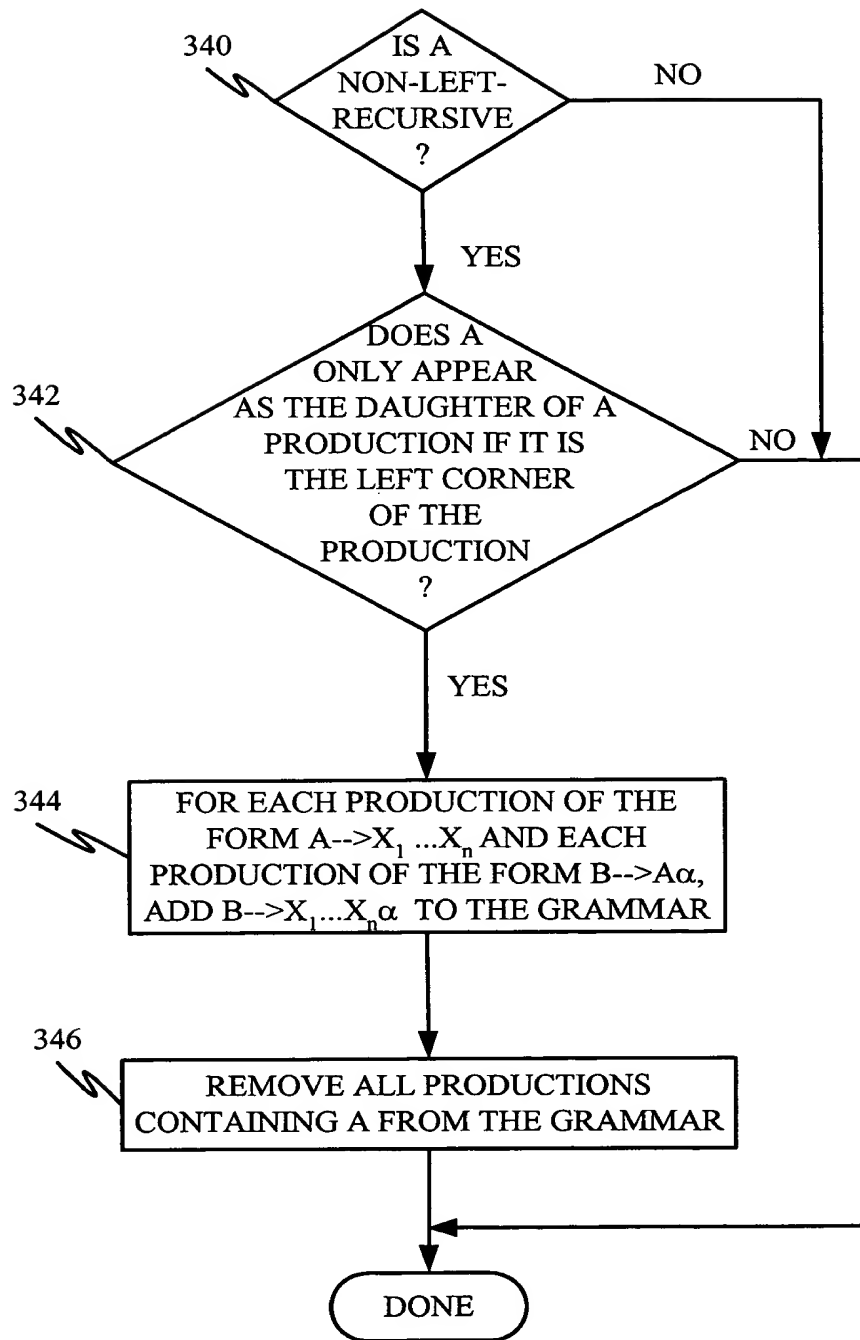 340
IS A
NON-LEFT-
RECURSIVE
?
NO
YES
342
DOES A
ONLY APPEAR
AS THE DAUGHTER OF A
PRODUCTION IF IT IS
THE LEFT CORNER
OF THE
PRODUCTION
?
NO
YES
344
FOR EACH PRODUCTION OF THE
FORM A-->X₁ ...Xₙ AND EACH
PRODUCTION OF THE FORM B-->Aα,
ADD B-->X₁...Xₙα TO THE GRAMMAR
346
REMOVE ALL PRODUCTIONS
CONTAINING A FROM THE GRAMMAR
DONE